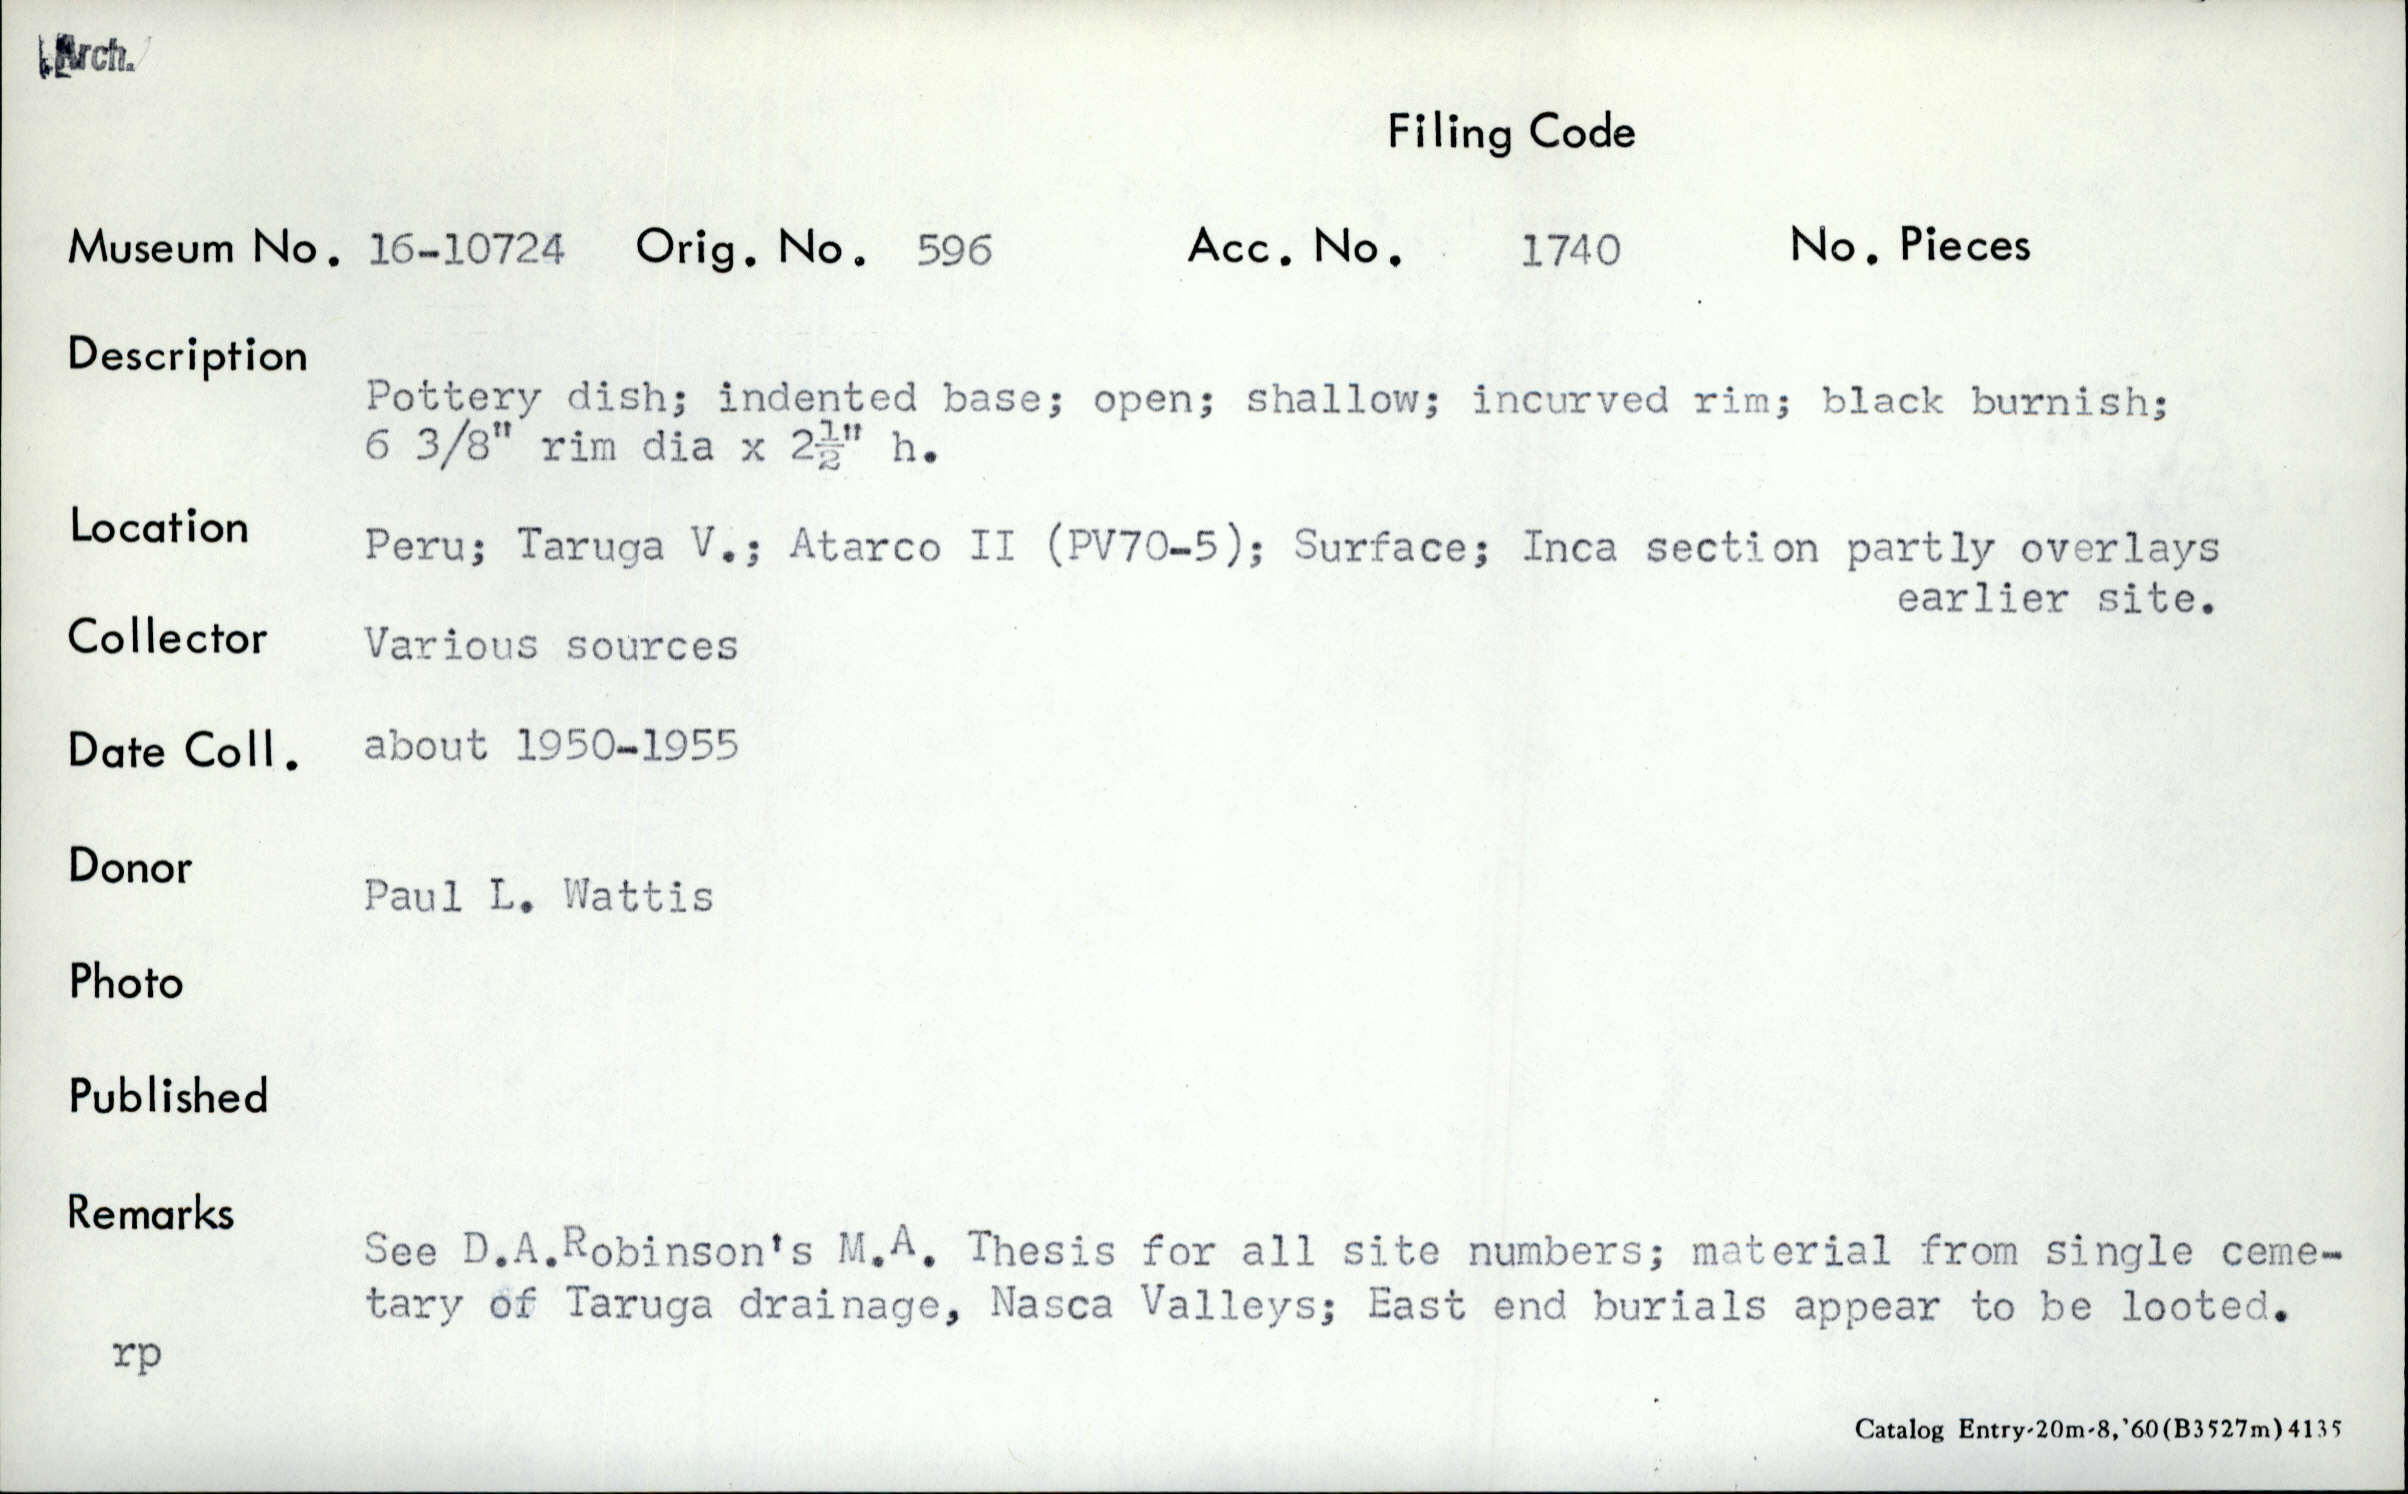 Arch.
Filing Code
Museum No. 16-10724 Orig. No. 596 Acc. No. 1740 No. Pieces
Description
Pottery dish; indented base; open; shallow; incurved rim; black burnish;
6 3/8" rim dia x 2½" h.
Location Peru; Taruga V.; Atarco II (PV70-5); Surface; Inca section partly overlays
earlier site.
Collector Various sources
Date Coll. about 1950-1955
Donor
Paul L. Wattis
Photo
Published
Remarks
See D.A.Robinson's M.A. Thesis for all site numbers; material from single ceme-
tary of Taruga drainage, Nasca Valleys; East end burials appear to be looted.
rp
Catalog Entry-20m-8,'60(B3527m)4135